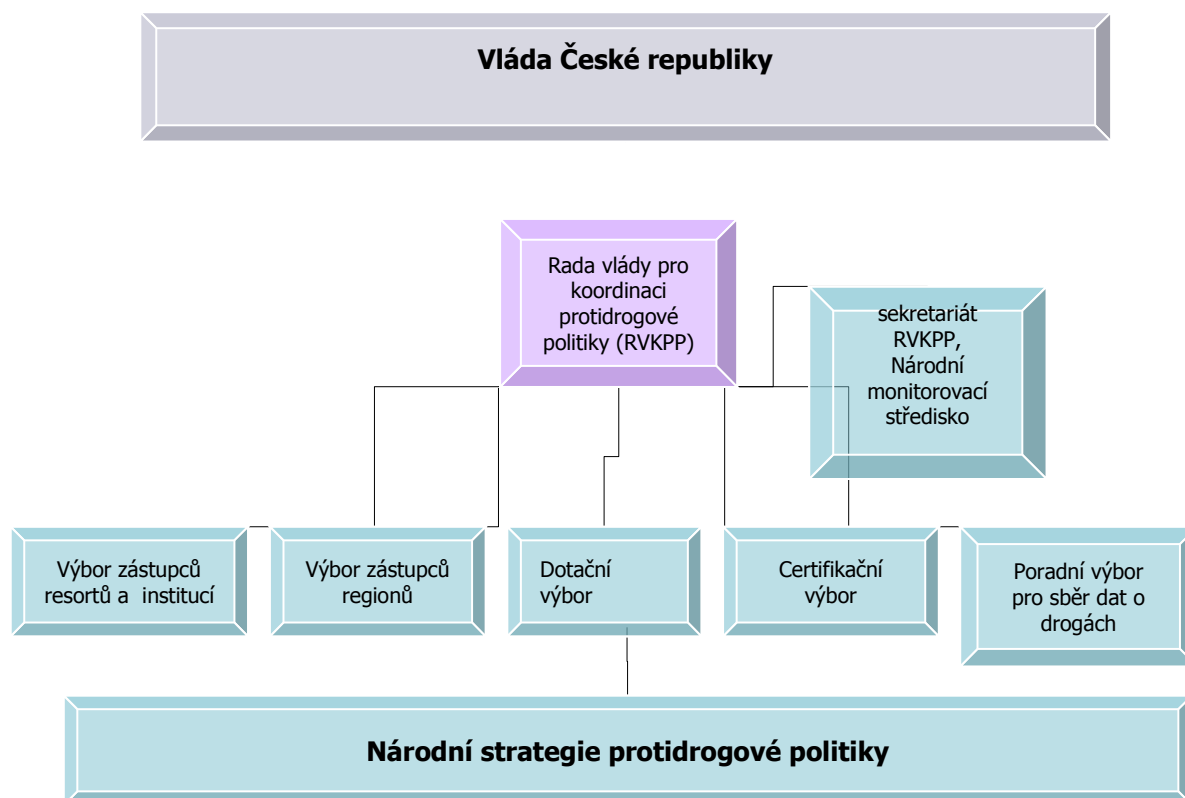 Vláda České republiky
Rada vlády pro
koordinaci
protidrogové
politiky (RVKPP)
sekretariát
RVKPP,
Národní
monitorovací
středisko
Výbor zástupců
resortů a  institucí
Výbor zástupců
regionů
Dotační
výbor
Certifikační
výbor
Poradní výbor
pro sběr dat o
drogách
Národní strategie protidrogové politiky